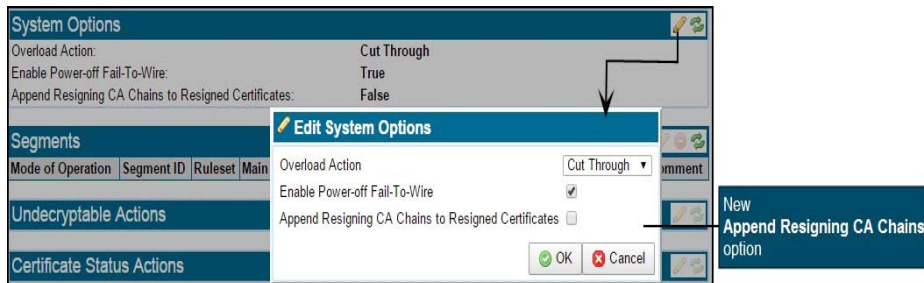 System Options
Overload Action: Cut Through
Enable Power-off Fail-To-Wire: True
Append Resigning CA Chains to Resigned Certificates: False
Edit System Options
Segments
Mode of Operation Segment ID Ruleset Main
Overload Action Cut Through
Enable Power-off Fail-To-Wire
Append Resigning CA Chains to Resigned Certificates
OK Cancel
Undecryptable Actions
Certificate Status Actions
New
Append Resigning CA Chains
option